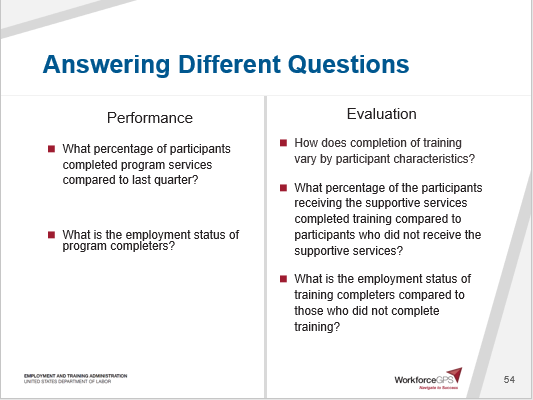 Answering Different Questions
Performance
What percentage of participants
completed program services
compared to last quarter?
What is the employment status of
program completers?
Evaluation
How does completion of training
vary by participant characteristics?
What percentage of the participants
receiving the supportive services
completed training compared to
participants who did not receive the
supportive services?
What is the employment status of
training completers compared to
those who did not complete
training?
EMPLOYMENT AND TRAINING ADMINISTRATION
UNITED STATES DEPARTMENT OF LABOR
WorkforceGPS
Navigate to Success
54